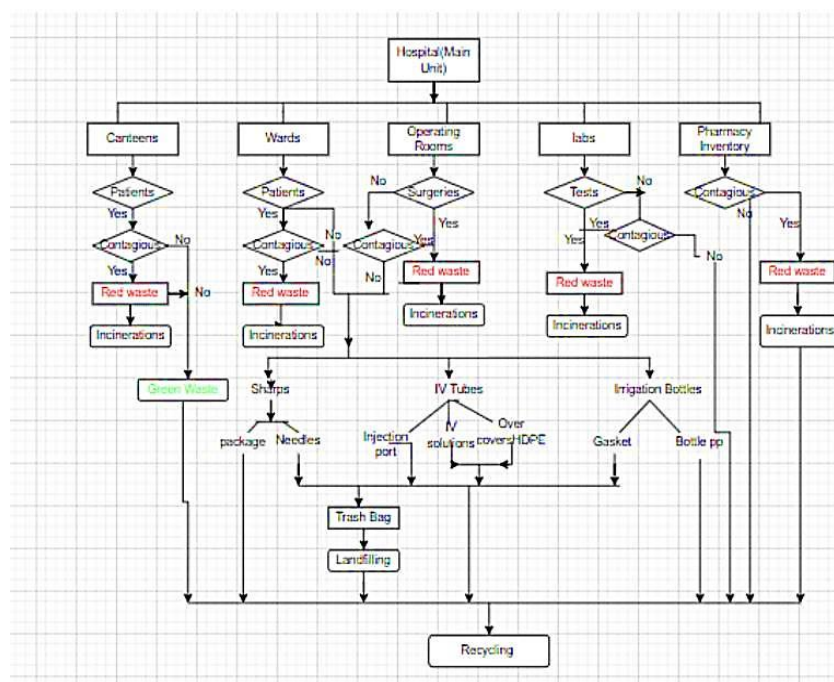 Hospital(Main
Unit)
Canteens
Wards
Operating
Rooms
labs
Pharmacy
Inventory
Patients
Patients
No
Surgeries
Tests
No
Contagious
Yes
Yes
Yes
No
Yes
Yes
Contagious
No
Contagious
No
Contagious
Yes
Yes
Contagious
No
Yes
Yes
No
No
Red waste
No
Red waste
Red waste
Red waste
Red waste
Incinerations
Incinerations
Incinerations
Incinerations
Incinerations
Green Waste
Sharps
IV Tubes
Irrigation Bottles
package
Needles
Injection
port
IV
solutions
Over
coversHDPE
Gasket
Bottle pp
Trash Bag
Landfilling
Recycling